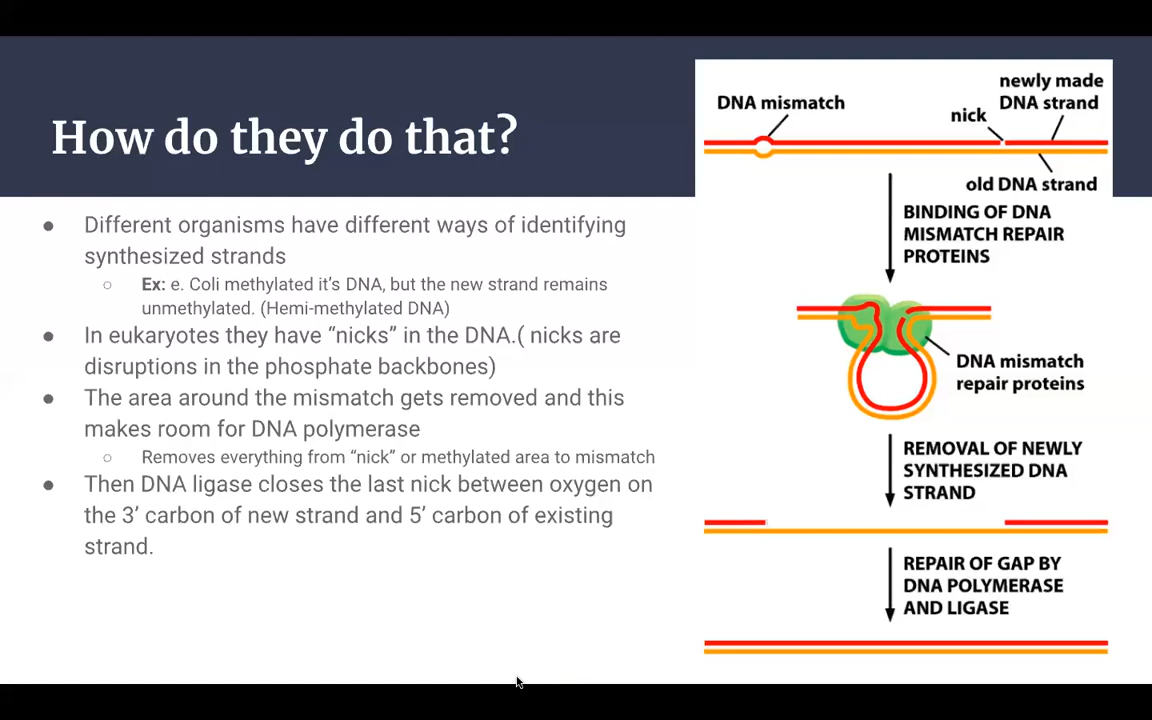 How do they do that?
● Different organisms have different ways of identifying
synthesized strands
○ Ex: e. Coli methylated it’s DNA, but the new strand remains
unmethylated. (Hemi-methylated DNA)
● In eukaryotes they have “nicks” in the DNA.( nicks are
disruptions in the phosphate backbones)
● The area around the mismatch gets removed and this
makes room for DNA polymerase
○ Removes everything from “nick” or methylated area to mismatch
● Then DNA ligase closes the last nick between oxygen on
the 3’ carbon of new strand and 5’ carbon of existing
strand.
DNA mismatch
nick
newly made
DNA strand
old DNA strand
BINDING OF DNA
MISMATCH REPAIR
PROTEINS
DNA mismatch
repair proteins
REMOVAL OF NEWLY
SYNTHESIZED DNA
STRAND
REPAIR OF GAP BY
DNA POLYMERASE
AND LIGASE